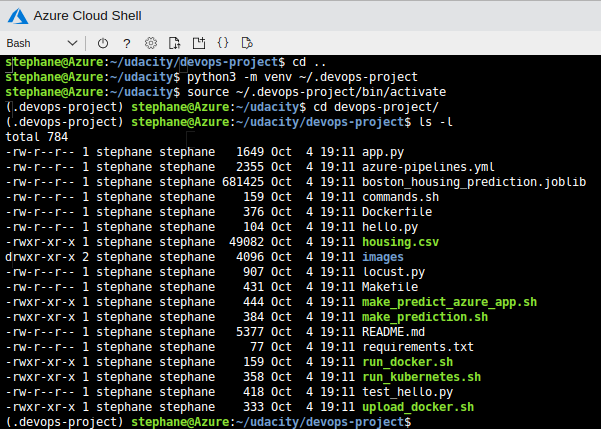 Azure Cloud Shell
Bash
stephane@Azure:~/udacity/devops-project$ cd ..
stephane@Azure:~/udacity$ python3 -m venv ~/.devops-project
stephane@Azure:~/udacity$ source ~/.devops-project/bin/activate
(.devops-project) stephane@Azure:~/udacity$ cd devops-project/
(.devops-project) stephane@Azure:~/udacity/devops-project$ ls -l
total 784
-rw-r--r-- 1 stephane stephane   1649 Oct  4 19:11 app.py
-rw-r--r-- 1 stephane stephane   2355 Oct  4 19:11 azure-pipelines.yml
-rw-r--r-- 1 stephane stephane 681425 Oct  4 19:11 boston_housing_prediction.joblib
-rw-r--r-- 1 stephane stephane    159 Oct  4 19:11 commands.sh
-rw-r--r-- 1 stephane stephane    376 Oct  4 19:11 Dockerfile
-rw-r--r-- 1 stephane stephane    104 Oct  4 19:11 hello.py
-rwxr-xr-x 1 stephane stephane  49082 Oct  4 19:11 housing.csv
drwxr-xr-x 2 stephane stephane   4096 Oct  4 19:11 images
-rw-r--r-- 1 stephane stephane    907 Oct  4 19:11 locust.py
-rw-r--r-- 1 stephane stephane    431 Oct  4 19:11 Makefile
-rwxr-xr-x 1 stephane stephane    444 Oct  4 19:11 make_predict_azure_app.sh
-rwxr-xr-x 1 stephane stephane    384 Oct  4 19:11 make_prediction.sh
-rw-r--r-- 1 stephane stephane   5377 Oct  4 19:11 README.md
-rw-r--r-- 1 stephane stephane     77 Oct  4 19:11 requirements.txt
-rwxr-xr-x 1 stephane stephane    159 Oct  4 19:11 run_docker.sh
-rwxr-xr-x 1 stephane stephane    358 Oct  4 19:11 run_kubernetes.sh
-rw-r--r-- 1 stephane stephane    418 Oct  4 19:11 test_hello.py
-rwxr-xr-x 1 stephane stephane    333 Oct  4 19:11 upload_docker.sh
(.devops-project) stephane@Azure:~/udacity/devops-project$